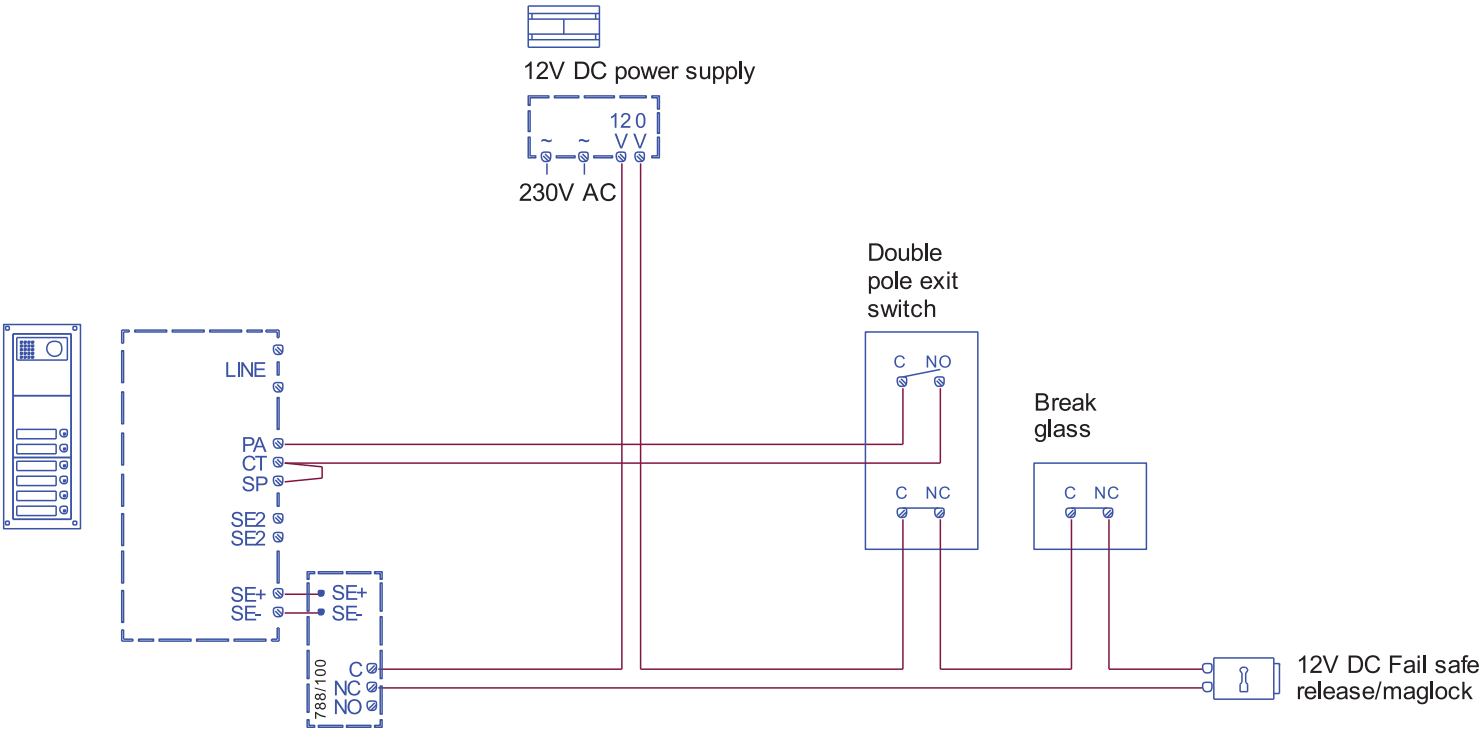 12V DC power supply
12 0
~ ~ V V
230V AC
Double
pole exit
switch
C NO
C NC
Break
glass
C NC
LINE
PA
CT
SP
SE2
SE2
SE+
SE-
SE+
SE-
788/100
C
NC
NO
12V DC Fail safe
release/maglock